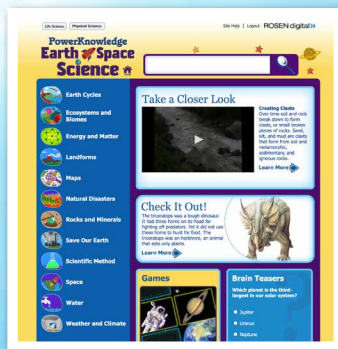 Life Science Physical Science
Site Help | Logout ROSEN digital»
PowerKnowledge
Earth Space
Science
Earth Cycles
Ecosystems and
Biomes
Energy and Matter
Landforms
Maps
Natural Disasters
Rocks and Minerals
Save Our Earth
Scientific Method
Space
Water
Weather and Climate
Take a Closer Look
Creating Clasts
Over time soil and rock
break down to form
clasts, or small broken
pieces of rocks. Sand,
silt, and mud are clasts
that form from soil and
metamorphic,
sedimentary, and
igneous rocks.
Learn More
Check It Out!
The triceratops was a tough dinosaur.
It had three horns on its head for
fighting off predators. Yet it did not use
these horns to hunt for food. The
triceratops was an herbivore, an animal
that eats only plants.
Learn More
Games
Brain Teasers
Which planet is the third-
largest in our solar system?
Jupiter
Uranus
Neptune